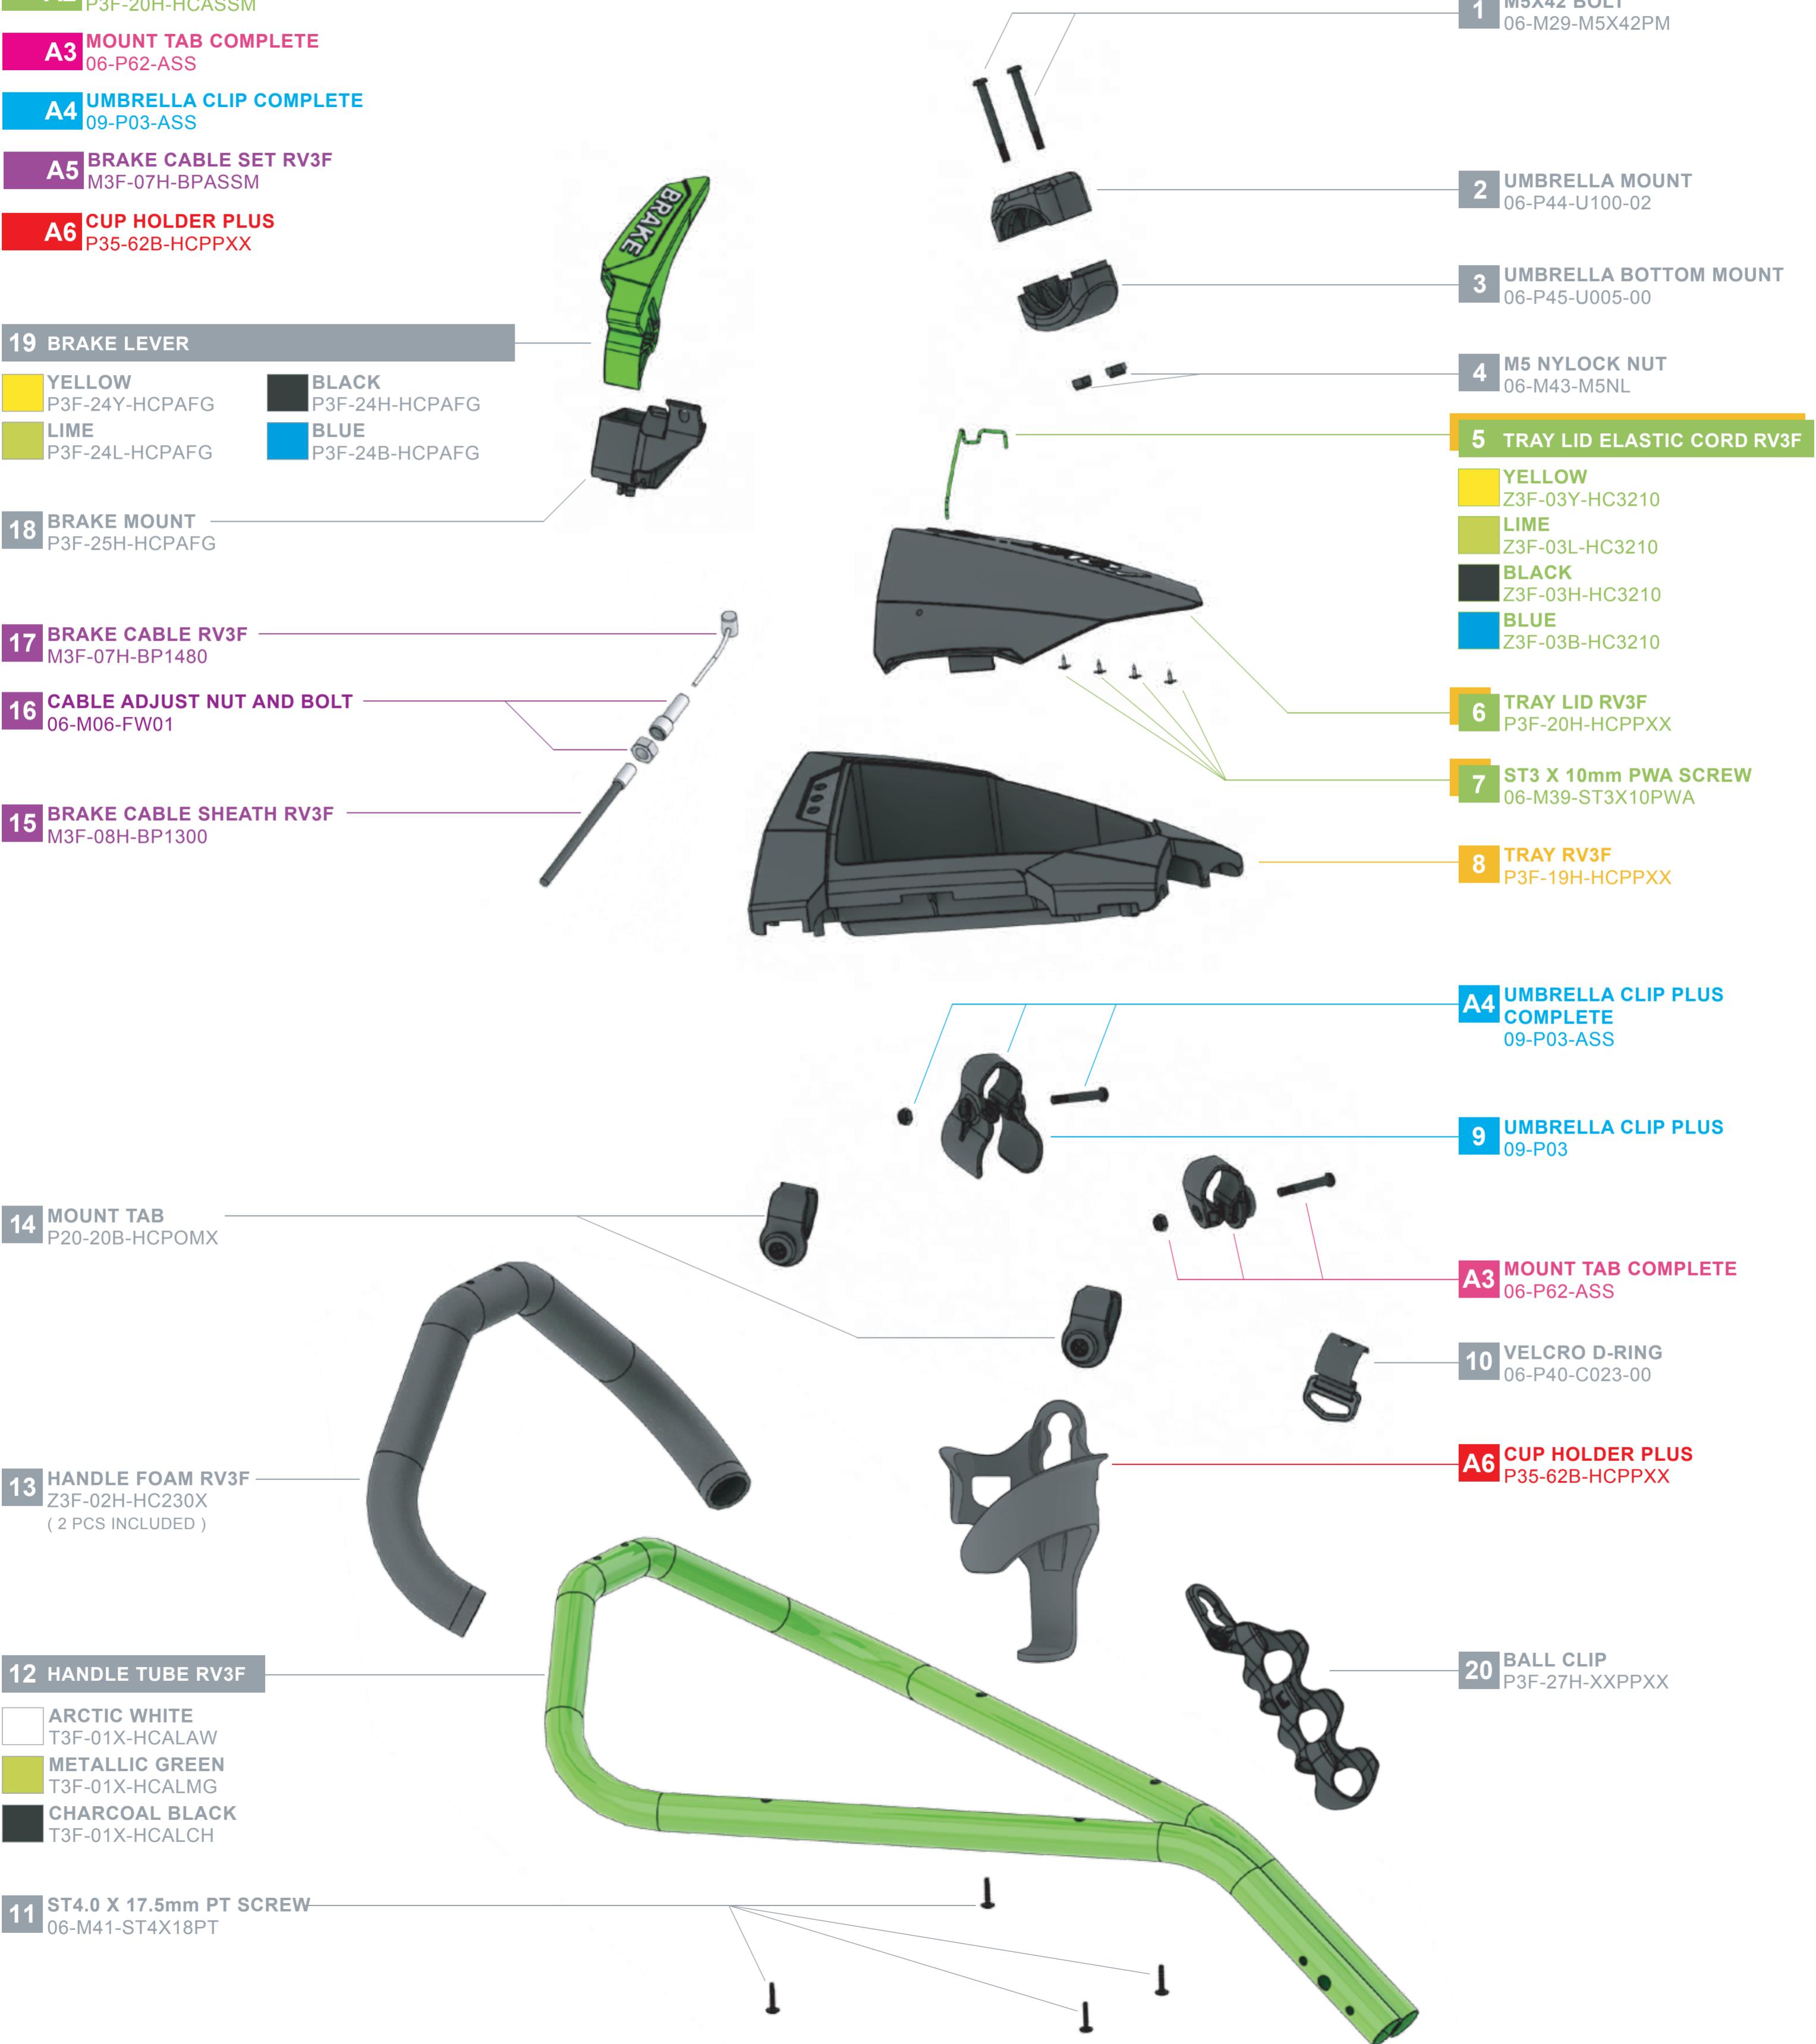 A2
P3F-20H-HCASSM
A3 MOUNT TAB COMPLETE
06-P62-ASS
A4 UMBRELLA CLIP COMPLETE
09-P03-ASS
A5 BRAKE CABLE SET RV3F
M3F-07H-BPASSM
A6 CUP HOLDER PLUS
P35-62B-HCPPXX
19 BRAKE LEVER
YELLOW
P3F-24Y-HCPAFG
BLACK
P3F-24H-HCPAFG
LIME
P3F-24L-HCPAFG
BLUE
P3F-24B-HCPAFG
18 BRAKE MOUNT
P3F-25H-HCPAFG
17 BRAKE CABLE RV3F
M3F-07H-BP1480
16 CABLE ADJUST NUT AND BOLT
06-M06-FW01
15 BRAKE CABLE SHEATH RV3F
M3F-08H-BP1300
14 MOUNT TAB
P20-20B-HCPOMX
13 HANDLE FOAM RV3F
Z3F-02H-HC230X
( 2 PCS INCLUDED )
12 HANDLE TUBE RV3F
ARCTIC WHITE
T3F-01X-HCALAW
METALLIC GREEN
T3F-01X-HCALMG
CHARCOAL BLACK
T3F-01X-HCALCH
11 ST4.0 X 17.5mm PT SCREW
06-M41-ST4X18PT
BRAKE
1 M5X42 BOLT
06-M29-M5X42PM
2 UMBRELLA MOUNT
06-P44-U100-02
3 UMBRELLA BOTTOM MOUNT
06-P45-U005-00
4 M5 NYLOCK NUT
06-M43-M5NL
5 TRAY LID ELASTIC CORD RV3F
YELLOW
Z3F-03Y-HC3210
LIME
Z3F-03L-HC3210
BLACK
Z3F-03H-HC3210
BLUE
Z3F-03B-HC3210
6 TRAY LID RV3F
P3F-20H-HCPPXX
7 ST3 X 10mm PWA SCREW
06-M39-ST3X10PWA
8 TRAY RV3F
P3F-19H-HCPPXX
A4 UMBRELLA CLIP PLUS
COMPLETE
09-P03-ASS
9 UMBRELLA CLIP PLUS
09-P03
A3 MOUNT TAB COMPLETE
06-P62-ASS
10 VELCRO D-RING
06-P40-C023-00
A6 CUP HOLDER PLUS
P35-62B-HCPPXX
20 BALL CLIP
P3F-27H-XXPPXX